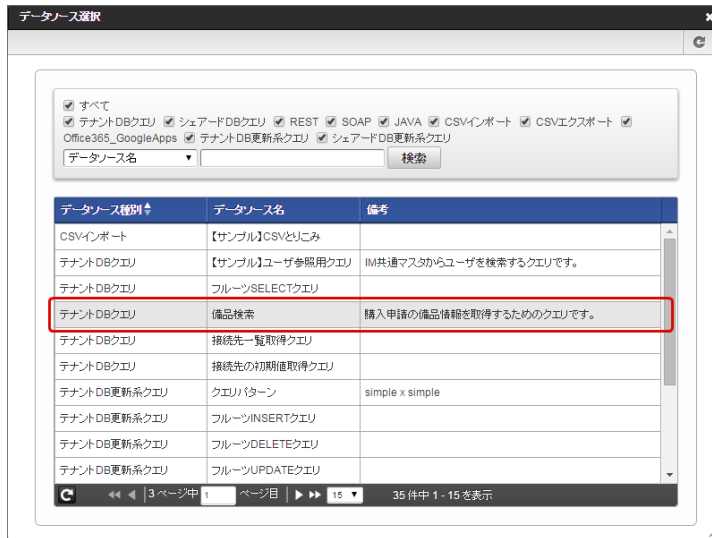 データソース選択
すべて
テナントDBクエリ シェアードDBクエリ REST SOAP JAVA CSVインポート CSVエクスポート
Office365_GoogleApps テナントDB更新系クエリ シェアードDB更新系クエリ
データソース名 検索
データソース種別 データソース名 備考
CSVインポート 【サンプル】CSVとりこみ
テナントDBクエリ 【サンプル】ユーザ参照用クエリ IM共通マスタからユーザを検索するクエリです。
テナントDBクエリ フルーツSELECTクエリ
テナントDBクエリ 備品検索 購入申請の備品情報を取得するためのクエリです。
テナントDBクエリ 接続先一覧取得クエリ
テナントDBクエリ 接続先の初期値取得クエリ
テナントDB更新系クエリ クエリパターン simple x simple
テナントDB更新系クエリ フルーツINSERTクエリ
テナントDB更新系クエリ フルーツDELETEクエリ
テナントDB更新系クエリ フルーツUPDATEクエリ
3 ページ中 1 ページ目 15 35 件中 1 - 15 を表示